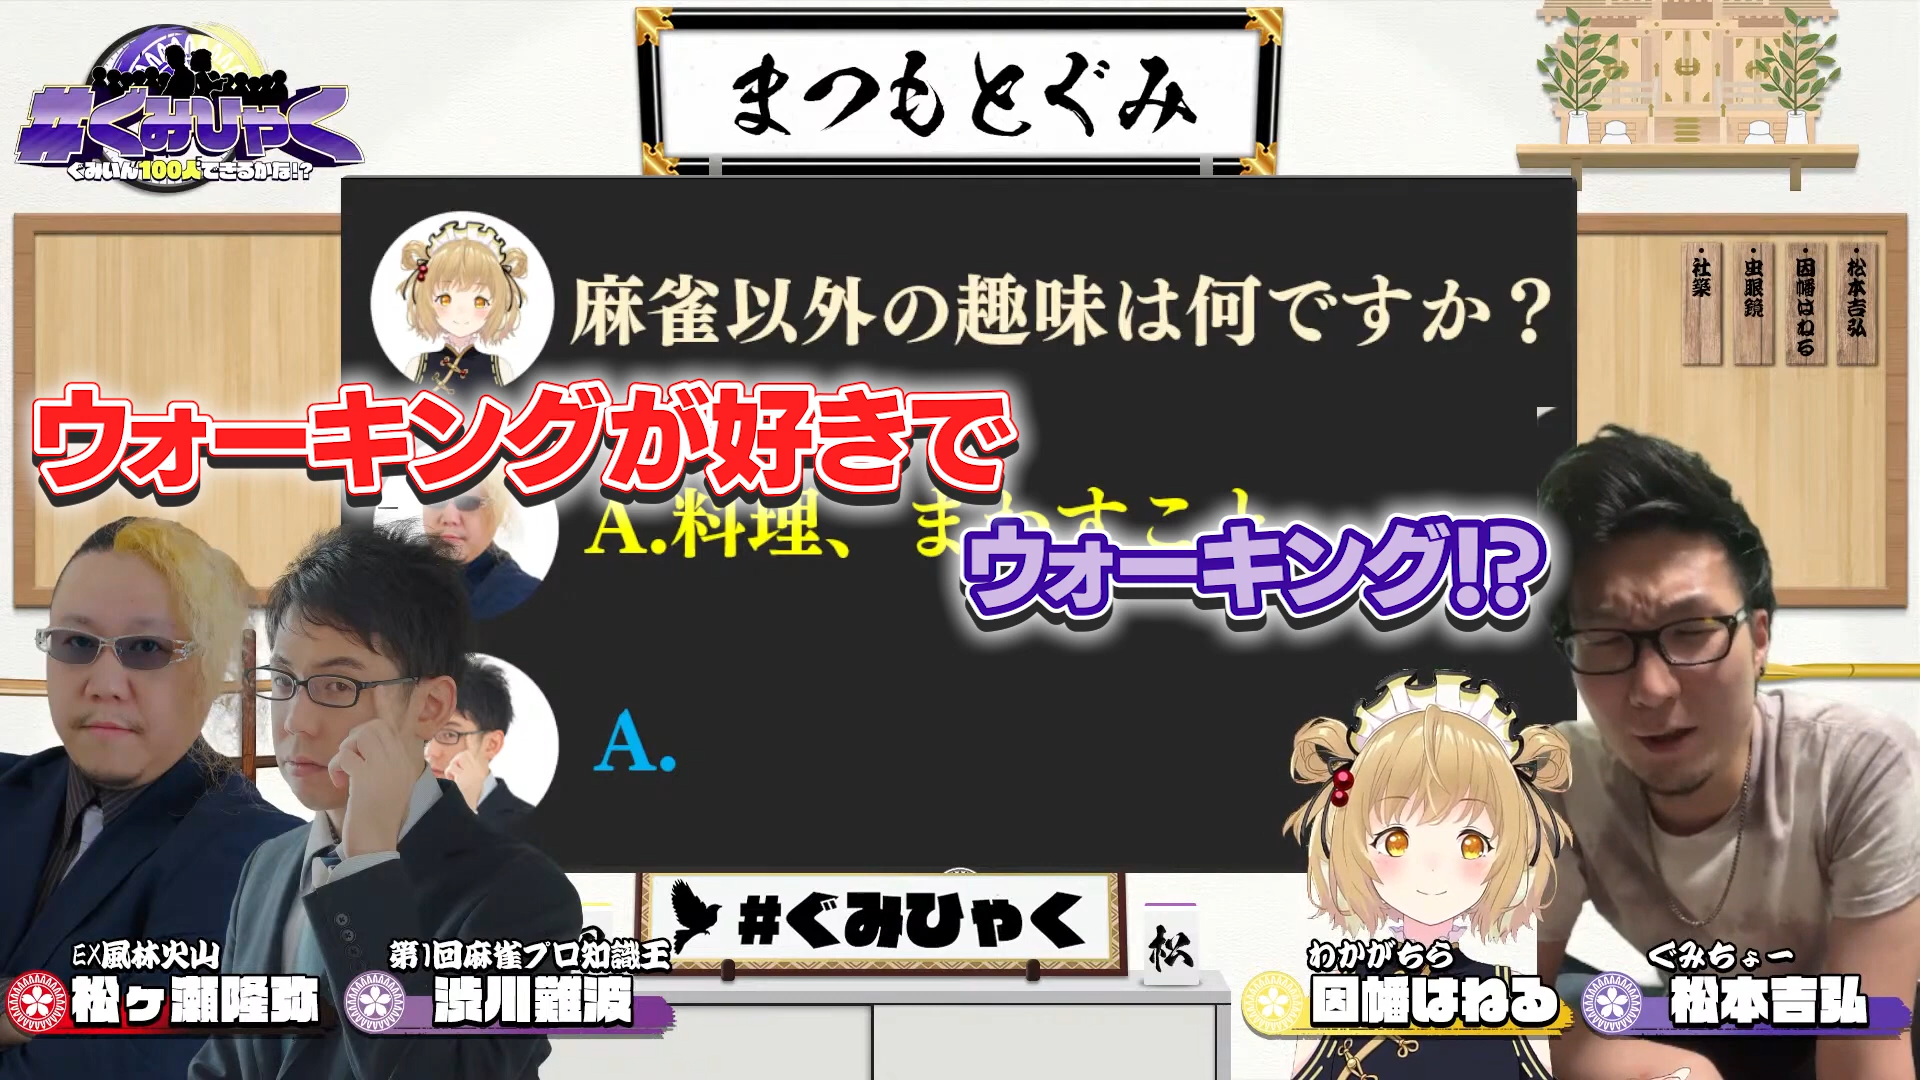 #ぐみひゃく
ぐみいん100人できるかな!?
まつもとぐみ
松本吉弘
因幡はねる
虫眼鏡
社築
麻雀以外の趣味は何ですか？
ウォーキングが好きで
A.料理、まわすこと
ウォーキング!?
A.
#ぐみひゃく
松
EX風林火山
松ヶ瀬隆弥
第1回麻雀プロ知識王
渋川難波
わかがちら
因幡はねる
ぐみちょー
松本吉弘